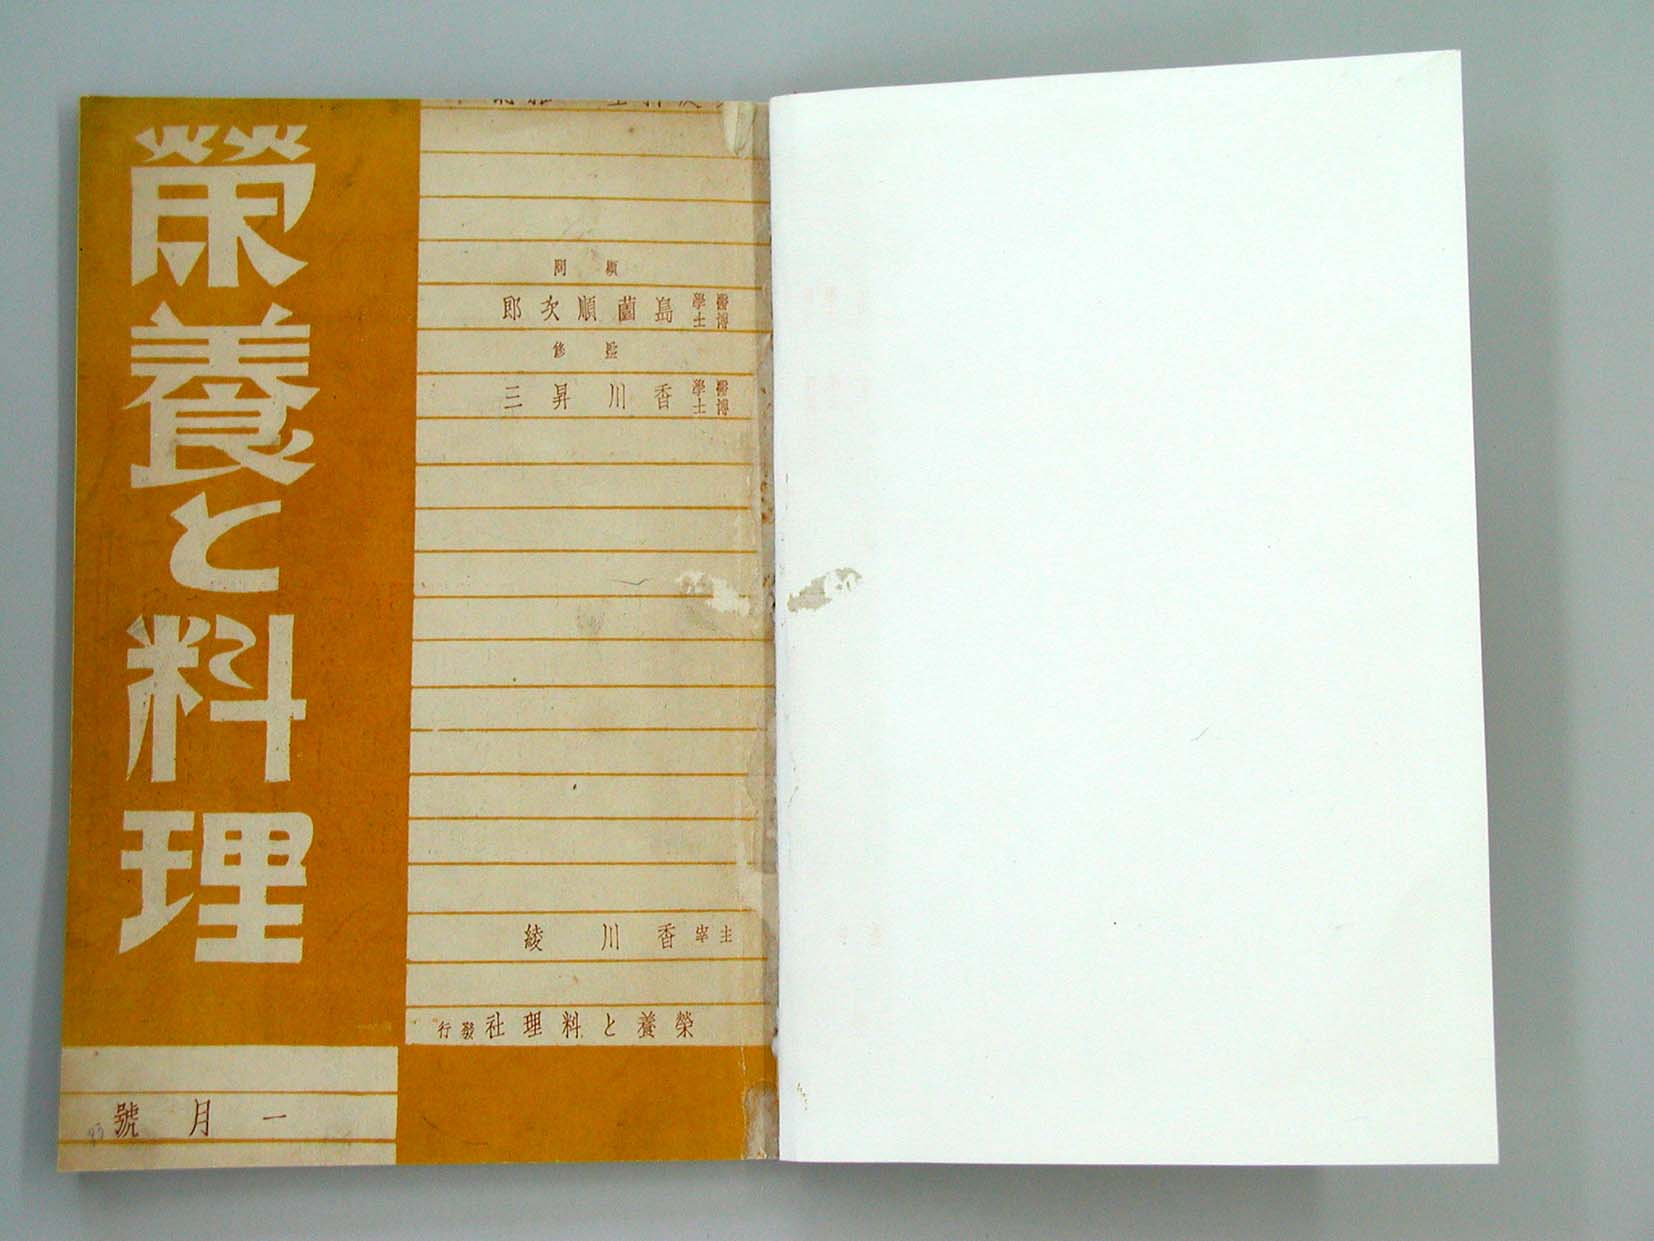 榮養と料理
顧問
醫學博士 島薗順次郎
監修
醫學博士 香川昇三
主宰 香川綾
榮養と料理社發行
一月號